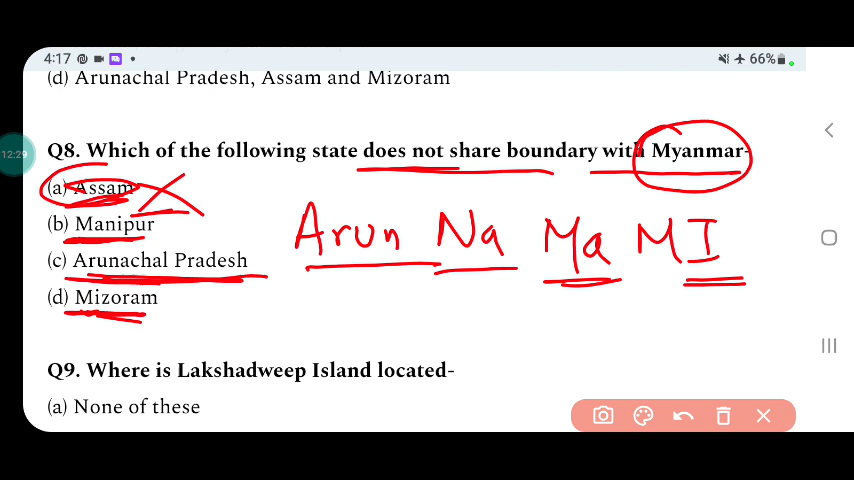 4:17
66%
(d) Arunachal Pradesh, Assam and Mizoram
12:29
Q8. Which of the following state does not share boundary with Myanmar-
(a) Assam
(b) Manipur
(c) Arunachal Pradesh
(d) Mizoram
Arun Na Ma MI
Q9. Where is Lakshadweep Island located-
(a) None of these